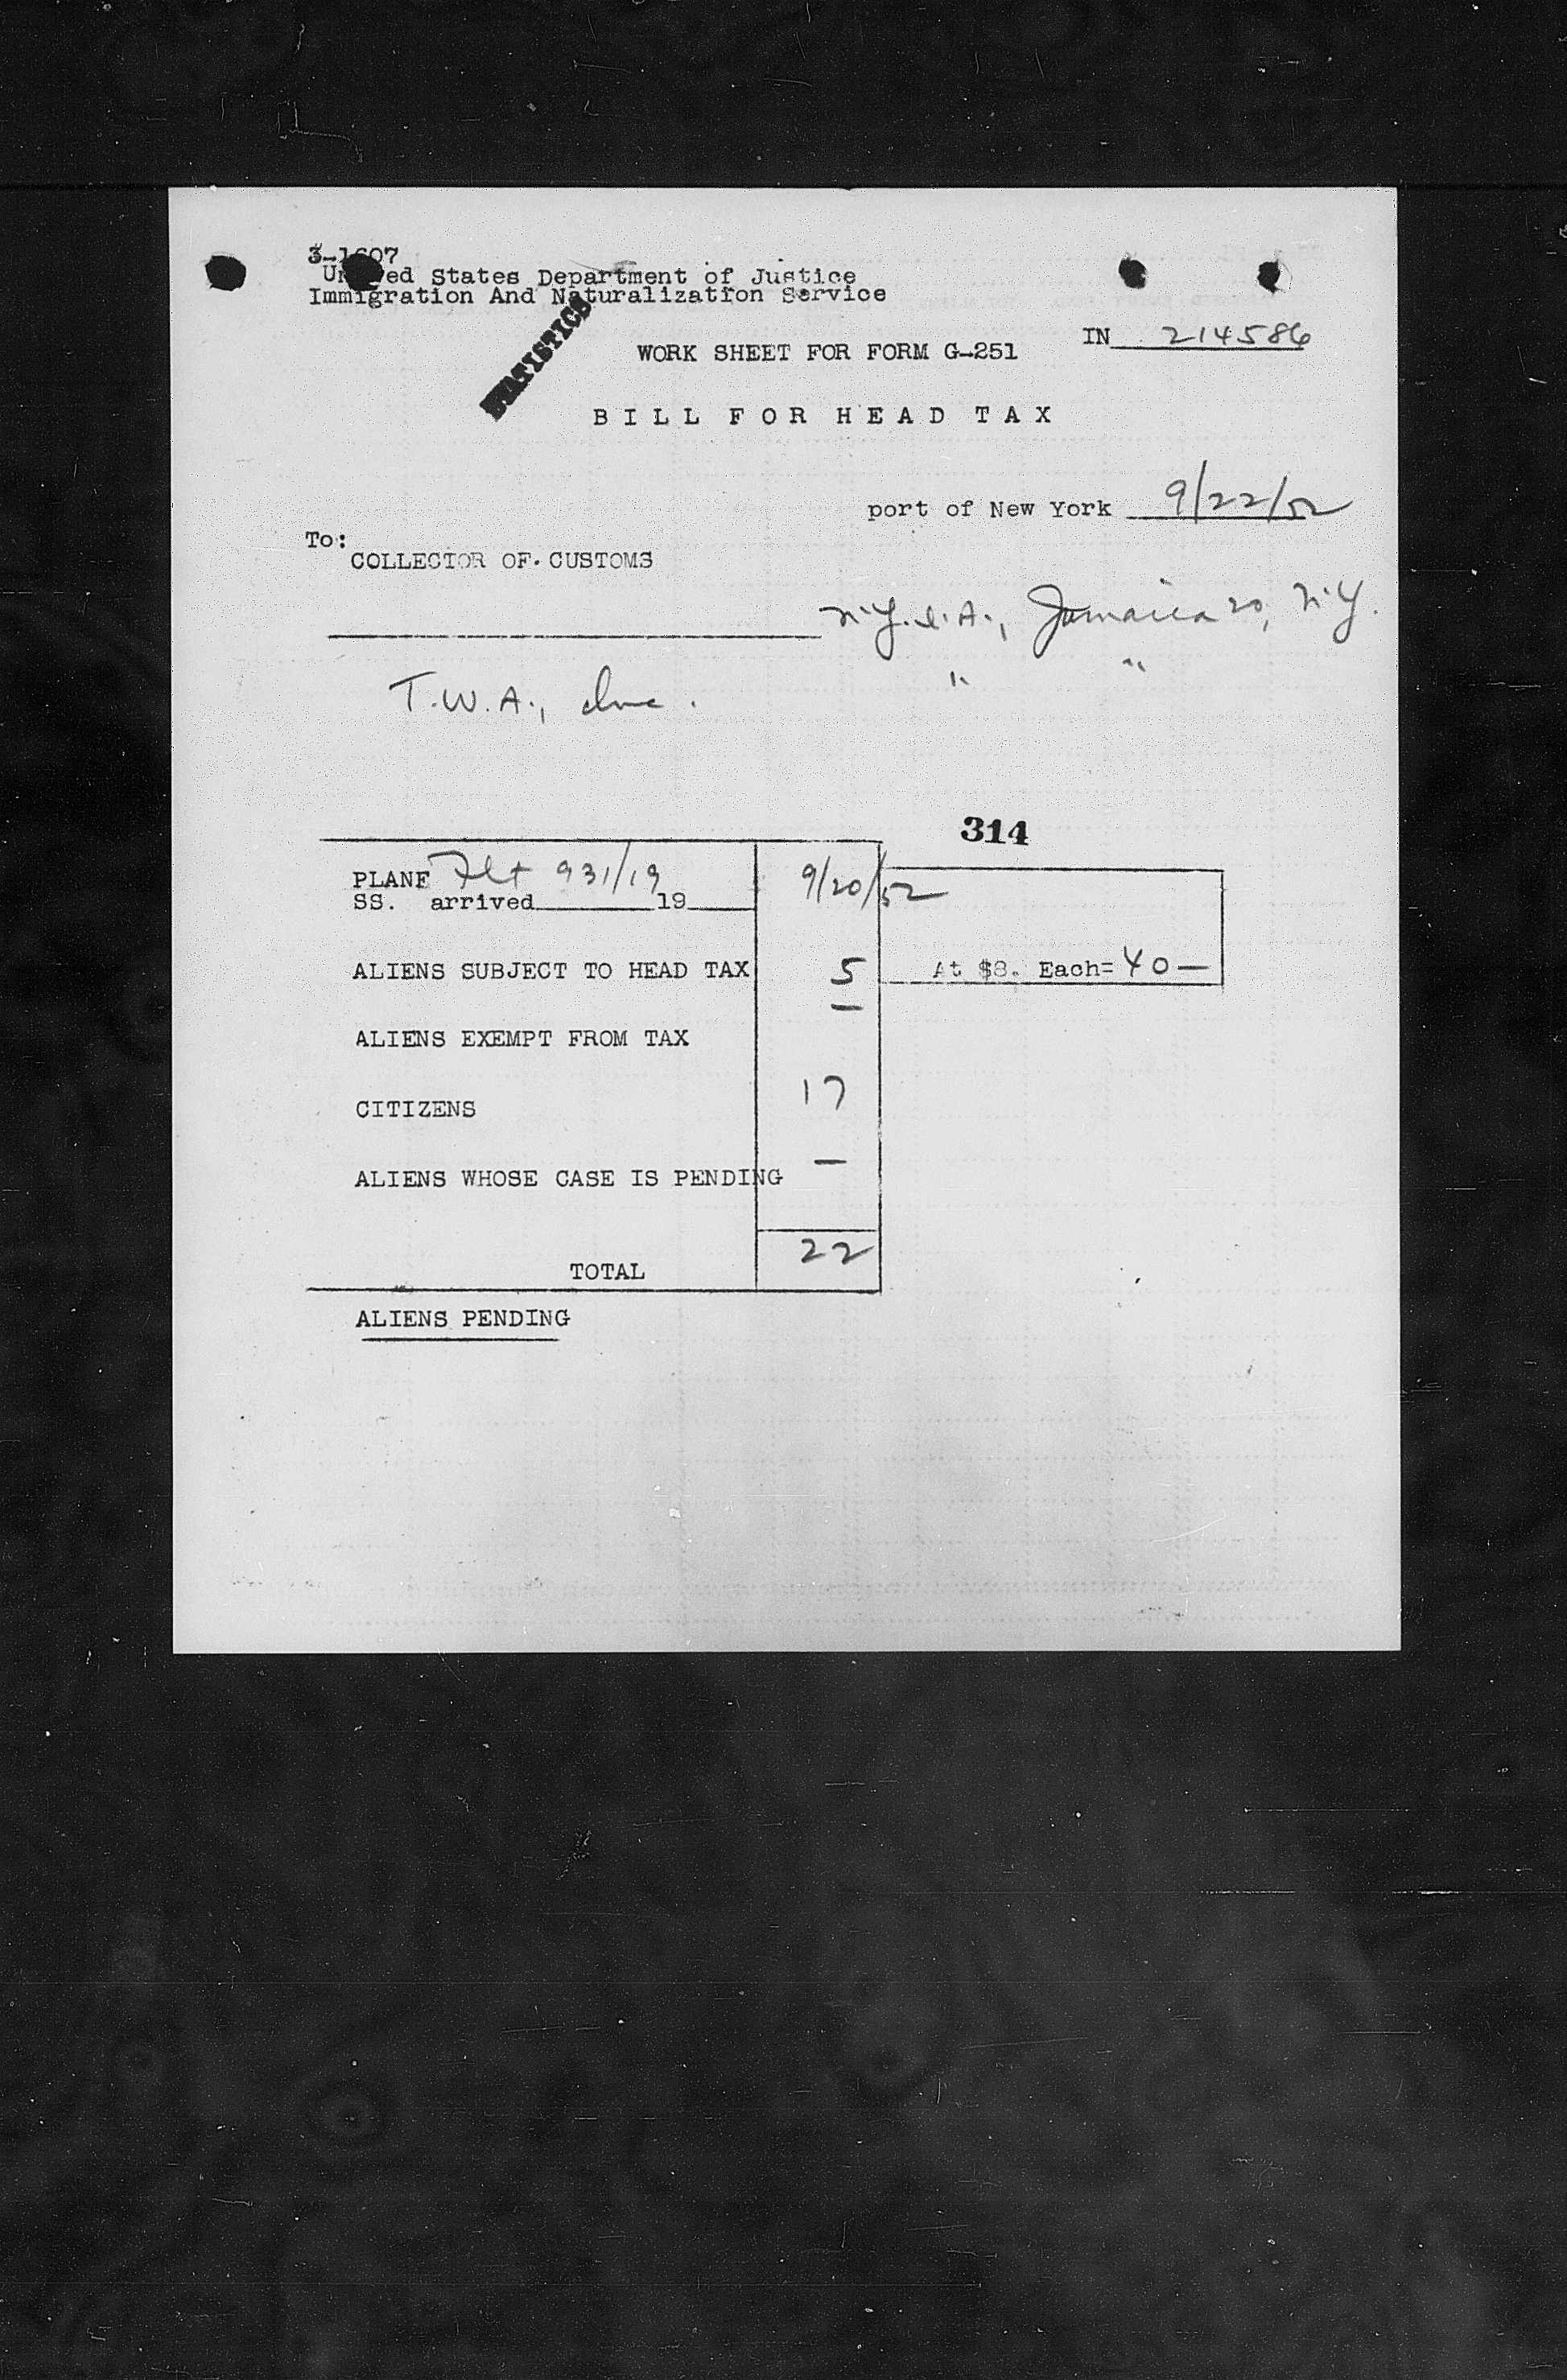 3-1607
United States Department of Justice
Immigration And Naturalization Service
STATISTICS
IN 214586
WORK SHEET FOR FORM G-251
BILL FOR HEAD TAX
port of New York 9/22/52
To:
COLLECTOR OF CUSTOMS
N.Y.I.A., Jamaica 20, N.Y.
T.W.A., Inc. " "
314
PLANE Flt 931/19 9/20/52
SS. arrived 19
ALIENS SUBJECT TO HEAD TAX 5 At $8. Each= 40 —
ALIENS EXEMPT FROM TAX —
CITIZENS 17
ALIENS WHOSE CASE IS PENDING —
TOTAL 22
ALIENS PENDING